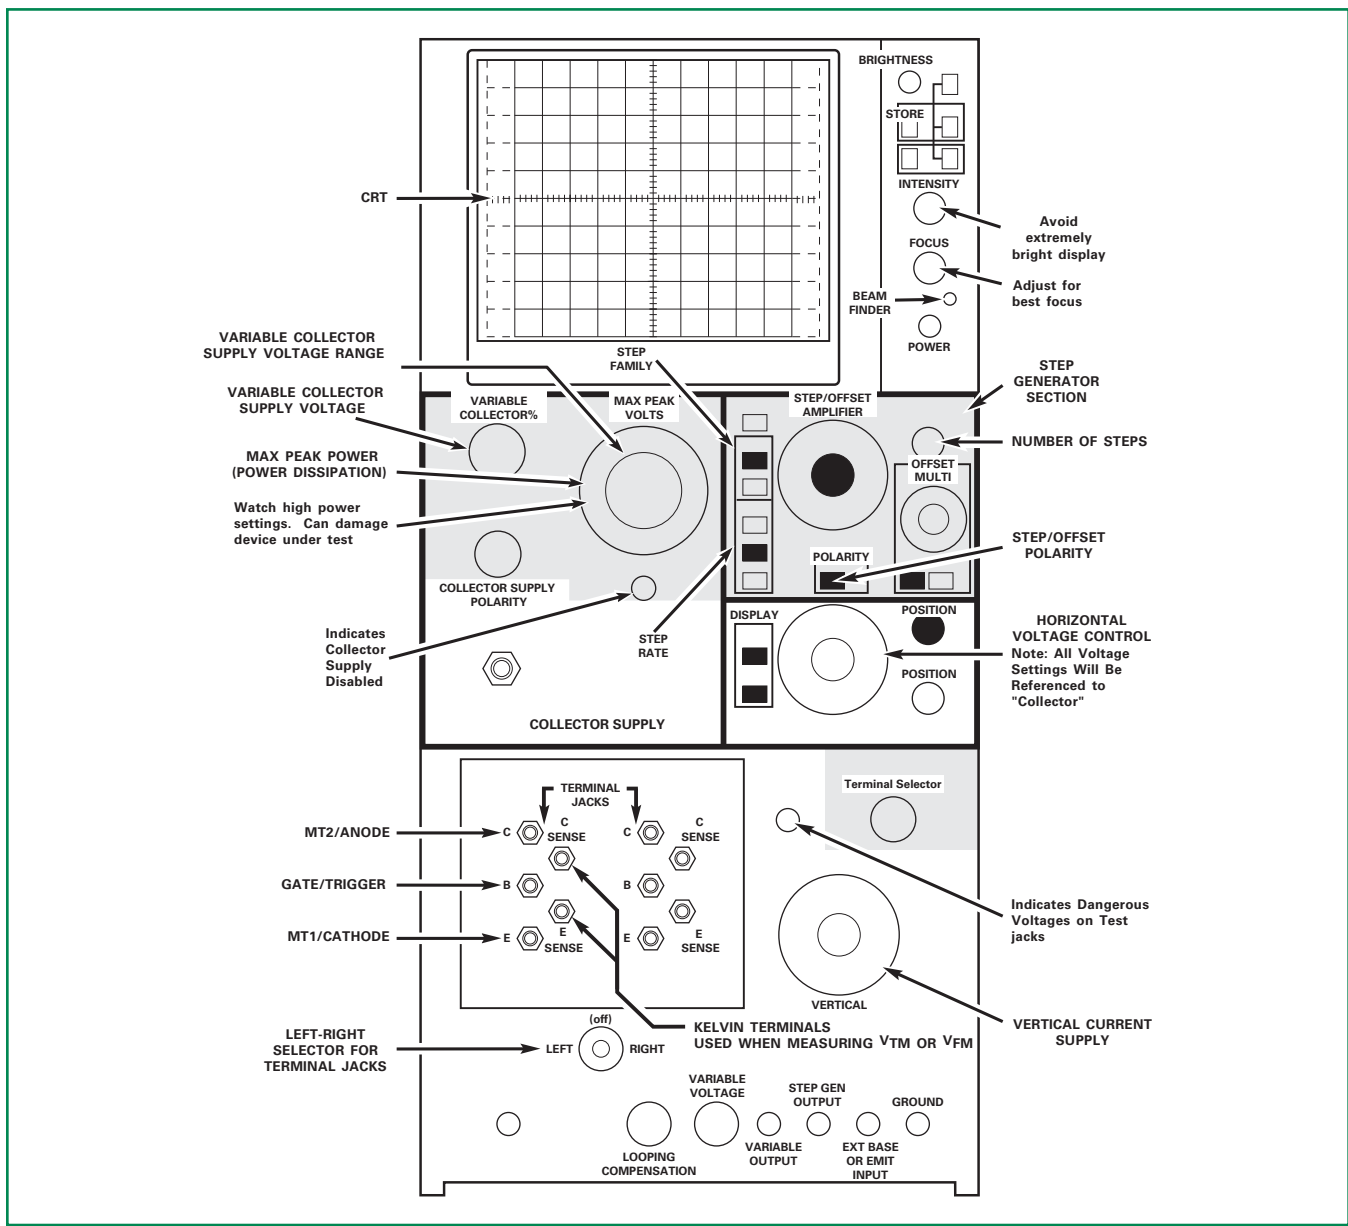 BRIGHTNESS
STORE
INTENSITY
CRT
Avoid
extremely
bright display
FOCUS
Adjust for
best focus
BEAM
FINDER
POWER
VARIABLE COLLECTOR
SUPPLY VOLTAGE RANGE
STEP
FAMILY
STEP
GENERATOR
SECTION
VARIABLE COLLECTOR
SUPPLY VOLTAGE
VARIABLE
COLLECTOR%
MAX PEAK
VOLTS
STEP/OFFSET
AMPLIFIER
NUMBER OF STEPS
MAX PEAK POWER
(POWER DISSIPATION)
OFFSET
MULTI
Watch high power
settings. Can damage
device under test
STEP/OFFSET
POLARITY
POLARITY
COLLECTOR SUPPLY
POLARITY
Indicates
Collector
Supply
Disabled
STEP
RATE
DISPLAY
POSITION
POSITION
HORIZONTAL
VOLTAGE CONTROL
Note: All Voltage
Settings Will Be
Referenced to
"Collector"
COLLECTOR SUPPLY
TERMINAL
JACKS
Terminal Selector
MT2/ANODE
C
C
SENSE
C
C
SENSE
GATE/TRIGGER
B
B
MT1/CATHODE
E
E
SENSE
E
E
SENSE
Indicates Dangerous
Voltages on Test
jacks
VERTICAL
KELVIN TERMINALS
USED WHEN MEASURING VTM OR VFM
VERTICAL CURRENT
SUPPLY
LEFT-RIGHT
SELECTOR FOR
TERMINAL JACKS
(off)
LEFT
RIGHT
VARIABLE
VOLTAGE
STEP GEN
OUTPUT
GROUND
LOOPING
COMPENSATION
VARIABLE
OUTPUT
EXT BASE
OR EMIT
INPUT